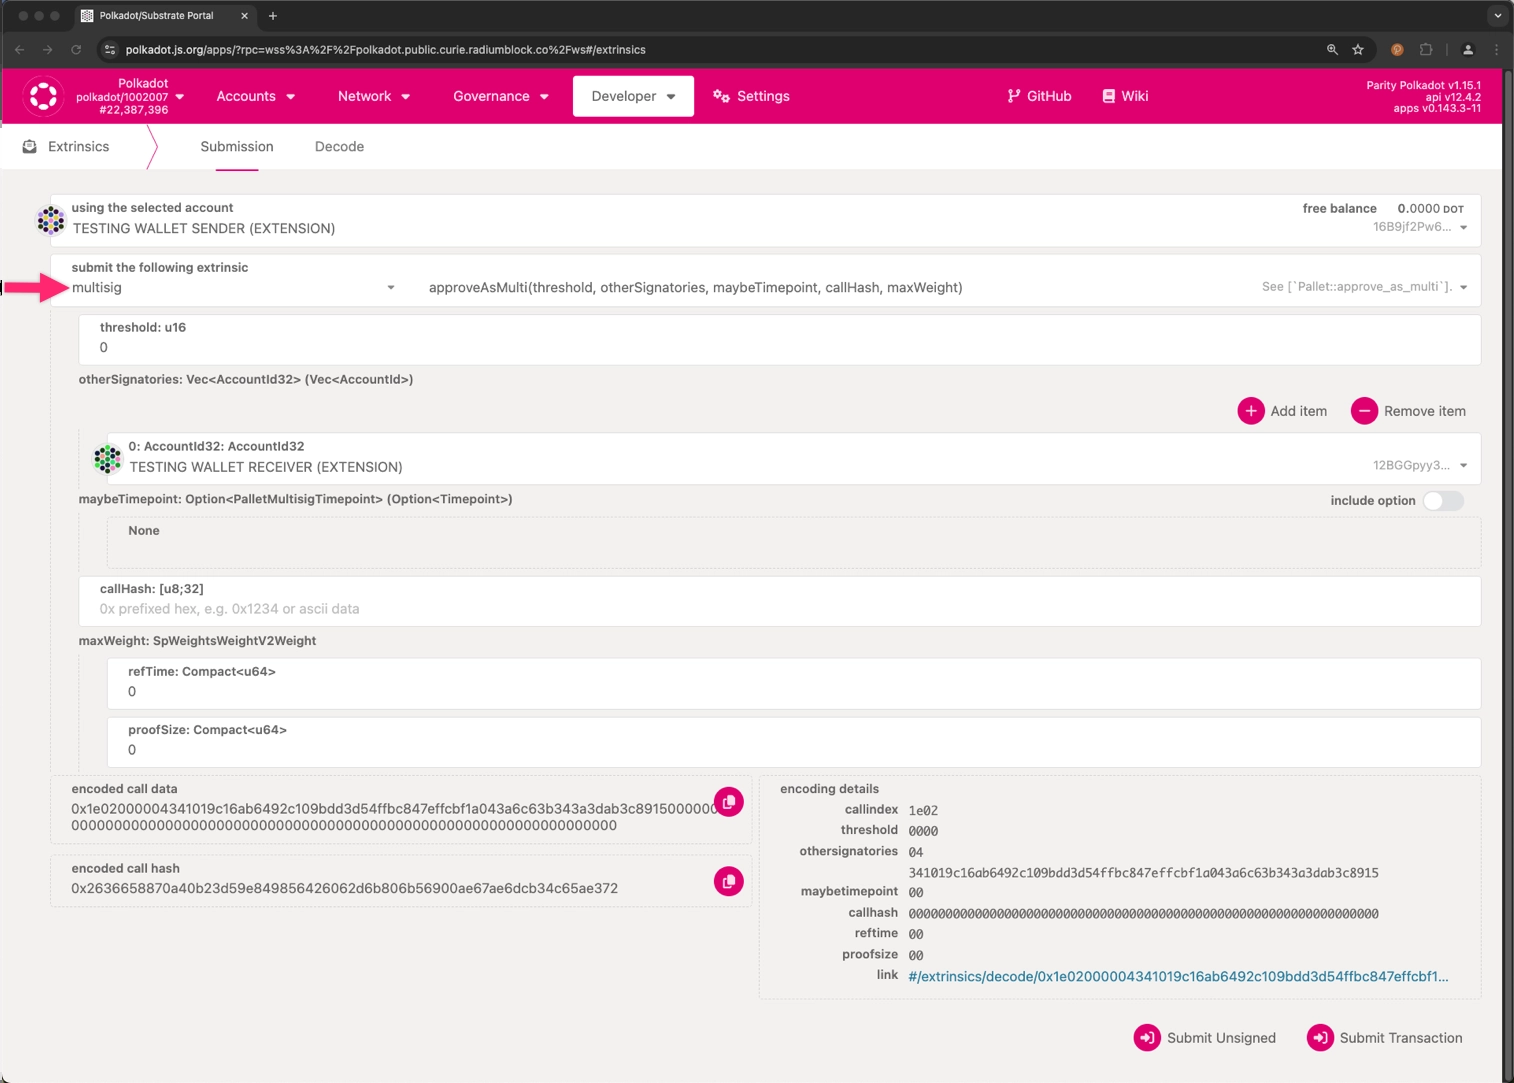 Polkadot/Substrate Portal
polkadot.js.org/apps/?rpc=wss%3A%2F%2Fpolkadot.public.curie.radiumblock.co%2Fws#/extrinsics
Polkadot
polkadot/1002007
#22,387,396
Accounts
Network
Governance
Developer
Settings
GitHub
Wiki
Parity Polkadot v1.15.1
api v12.4.2
apps v0.143.3-11
Extrinsics
Submission
Decode
using the selected account
TESTING WALLET SENDER (EXTENSION)
free balance 0.0000 DOT
16B9jf2Pw6...
submit the following extrinsic
multisig
approveAsMulti(threshold, otherSignatories, maybeTimepoint, callHash, maxWeight)
See [`Pallet::approve_as_multi`].
threshold: u16
0
otherSignatories: Vec<AccountId32> (Vec<AccountId>)
Add item
Remove item
0: AccountId32: AccountId32
TESTING WALLET RECEIVER (EXTENSION)
12BGGpyy3...
maybeTimepoint: Option<PalletMultisigTimepoint> (Option<Timepoint>)
include option
None
callHash: [u8;32]
0x prefixed hex, e.g. 0x1234 or ascii data
maxWeight: SpWeightsWeightV2Weight
refTime: Compact<u64>
0
proofSize: Compact<u64>
0
encoded call data
0x1e02000004341019c16ab6492c109bdd3d54ffbc847effcbf1a043a6c63b343a3dab3c8915000000
000000000000000000000000000000000000000000000000000000000000000
encoded call hash
0x2636658870a40b23d59e849856426062d6b806b56900ae67ae6dcb34c65ae372
encoding details
callindex 1e02
threshold 0000
othersignatories 04
341019c16ab6492c109bdd3d54ffbc847effcbf1a043a6c63b343a3dab3c8915
maybetimepoint 00
callhash 0000000000000000000000000000000000000000000000000000000000000000
reftime 00
proofsize 00
link #/extrinsics/decode/0x1e02000004341019c16ab6492c109bdd3d54ffbc847effcbf1...
Submit Unsigned
Submit Transaction